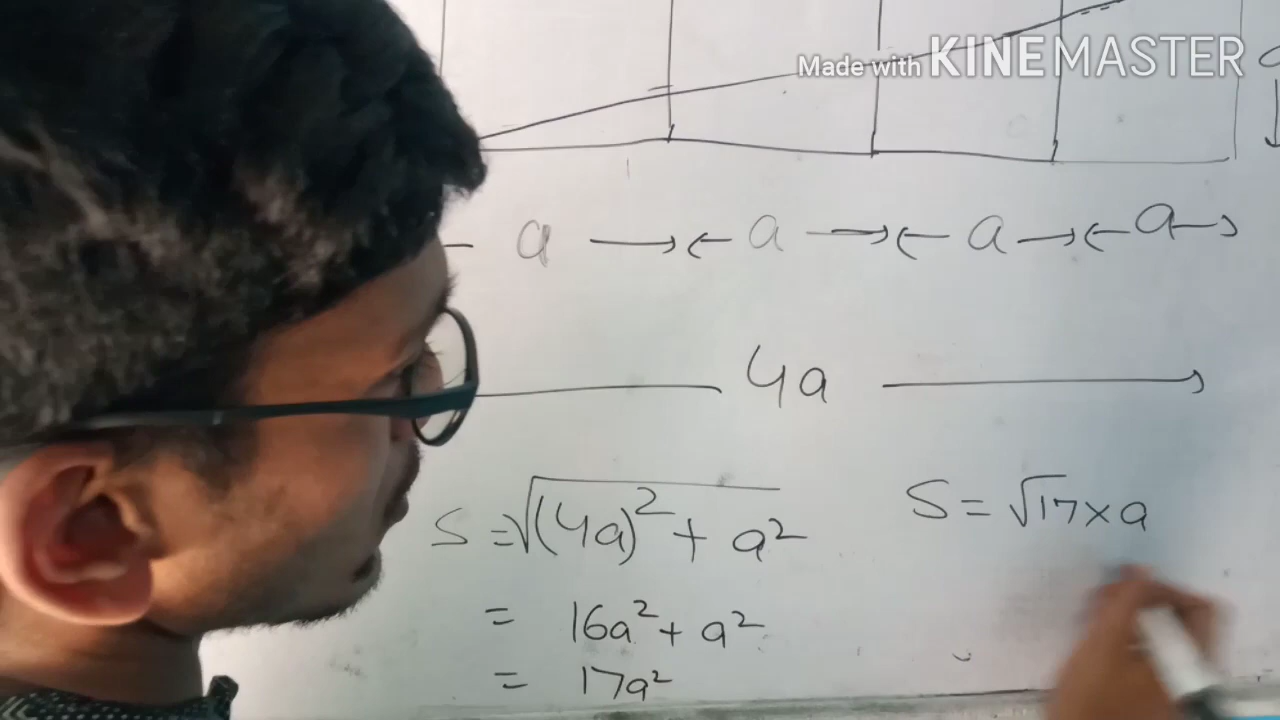 Made with KINEMASTER
a a a a
4a
S = √(4a)² + a² S = √17 × a
= 16a² + a²
= 17a²